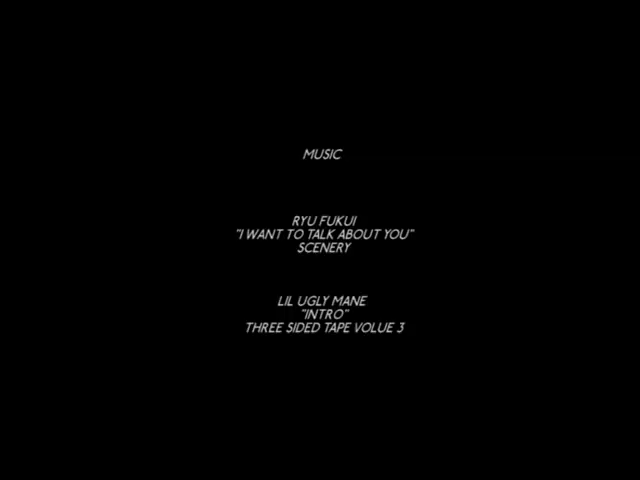 MUSIC
RYU FUKUI
"I WANT TO TALK ABOUT YOU"
SCENERY
LIL UGLY MANE
"INTRO"
THREE SIDED TAPE VOLUE 3